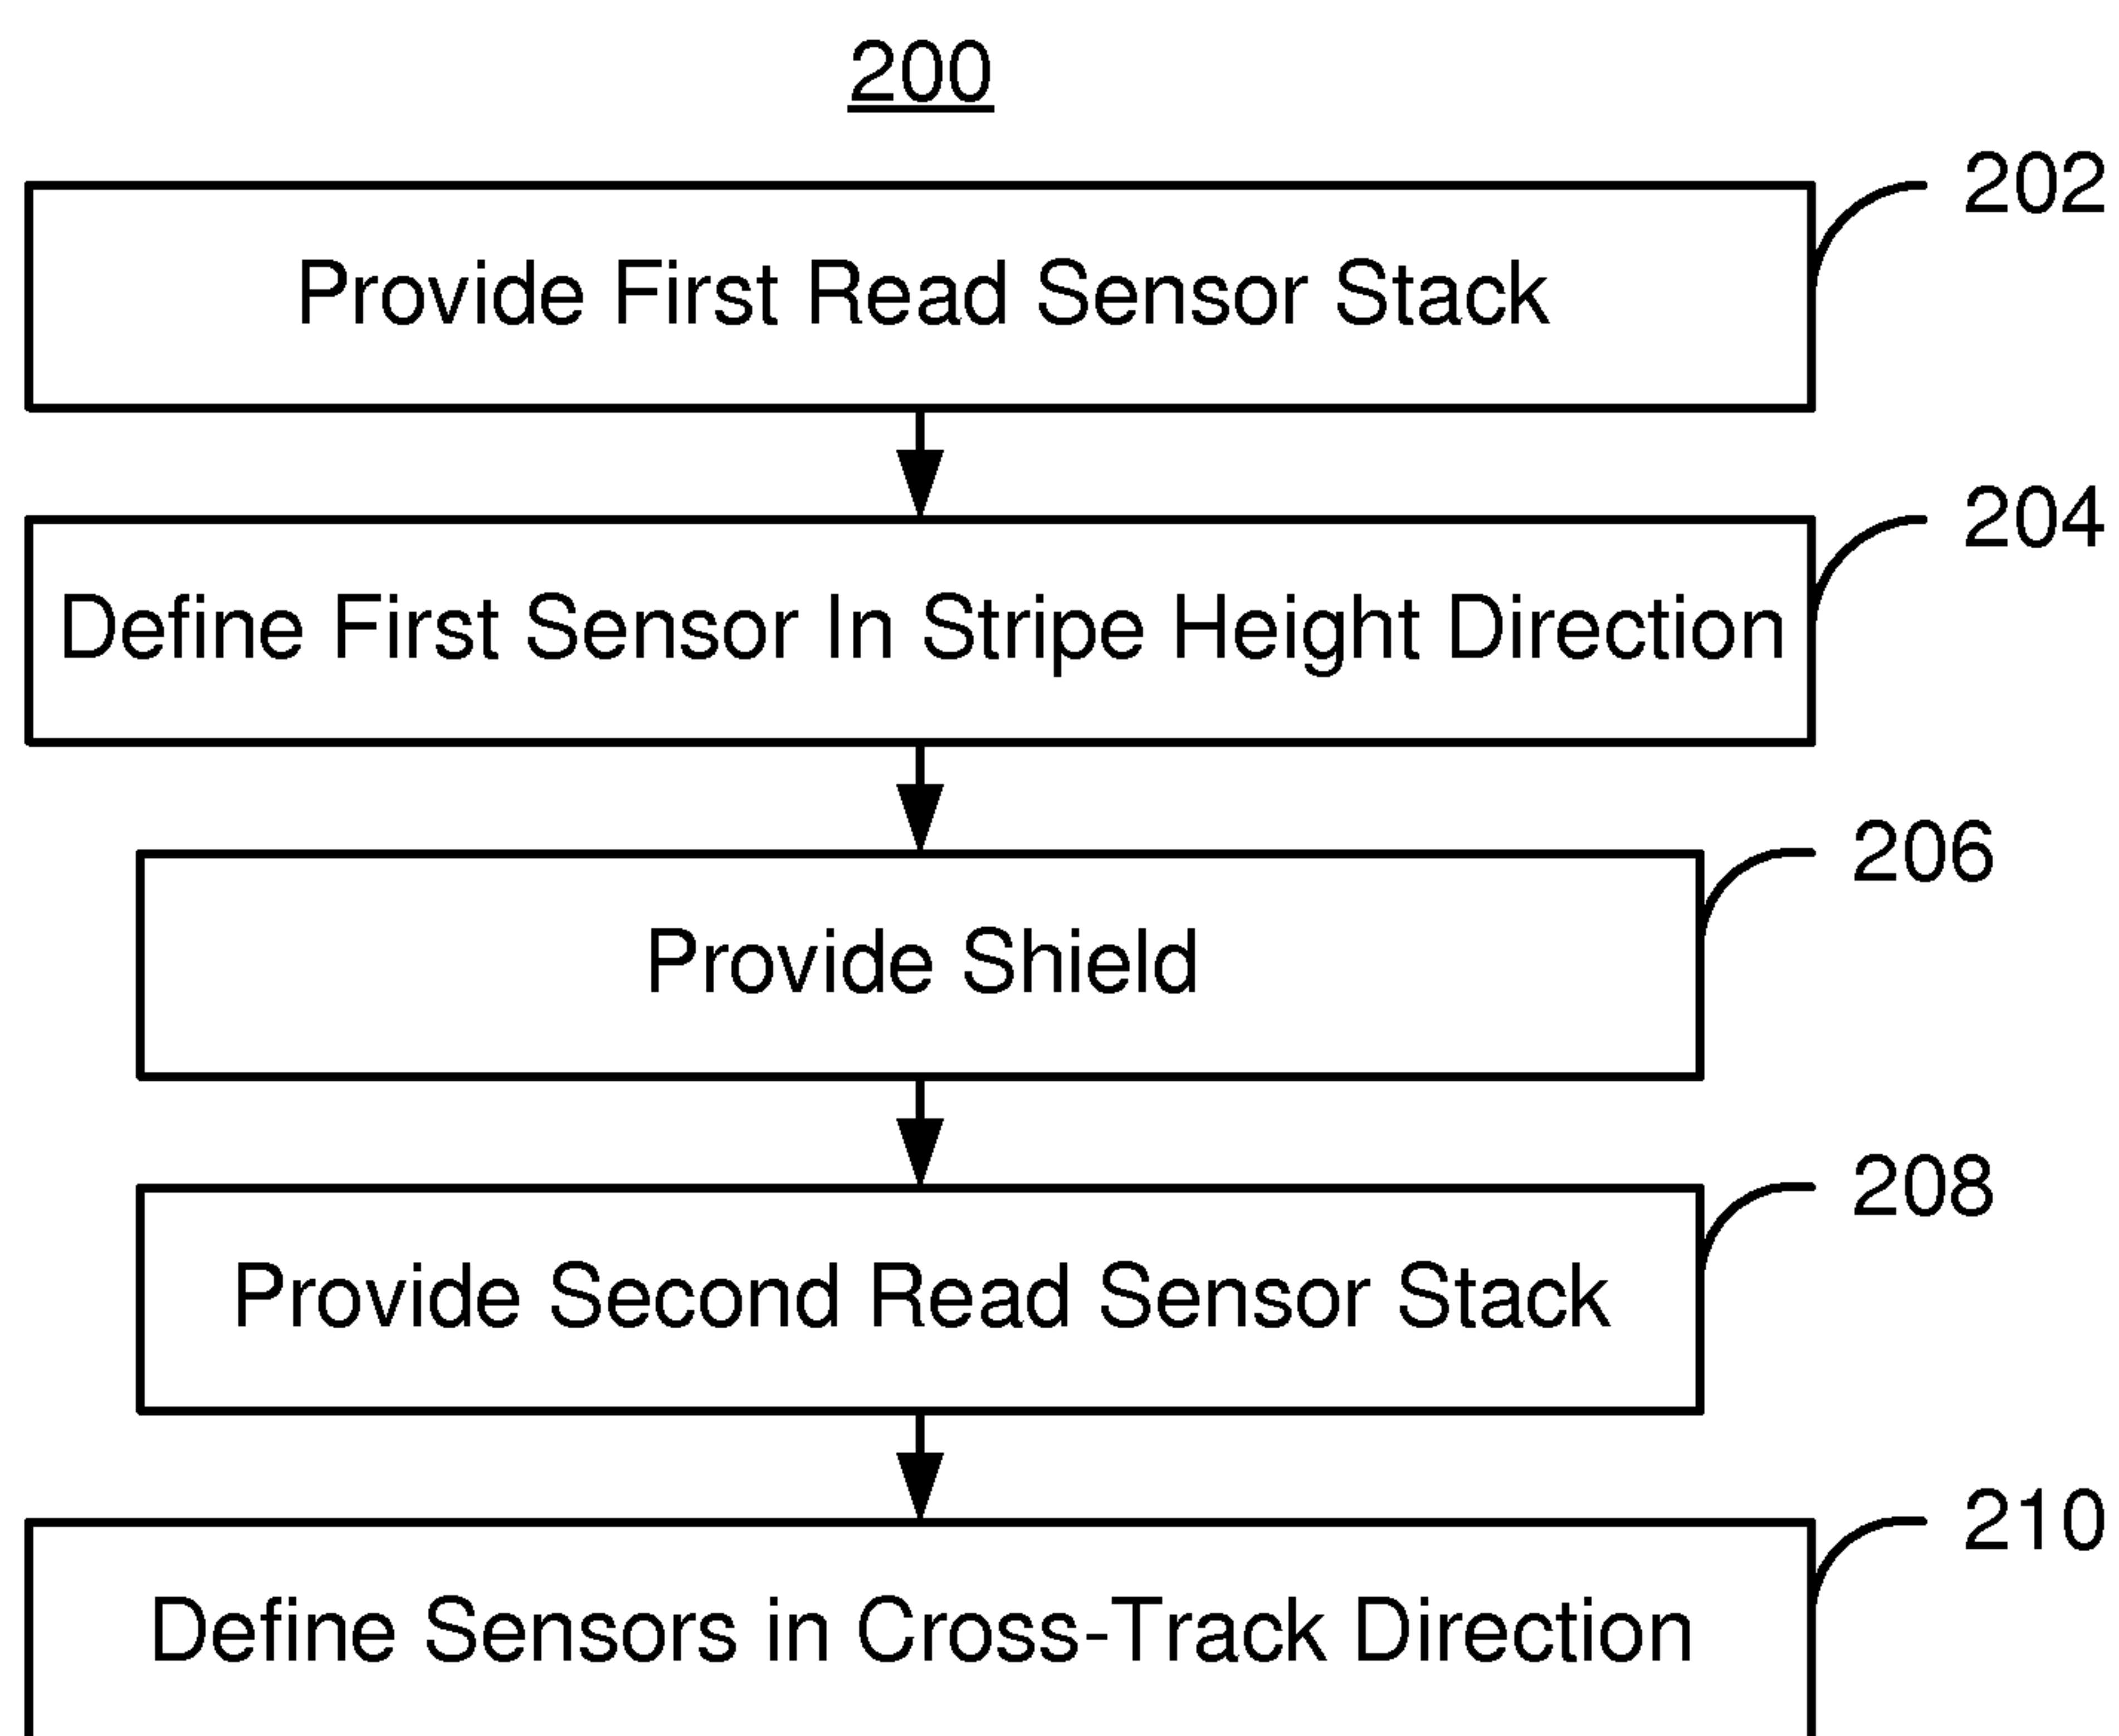 200
202
Provide First Read Sensor Stack
204
Define First Sensor In Stripe Height Direction
206
Provide Shield
208
Provide Second Read Sensor Stack
210
Define Sensors in Cross-Track Direction